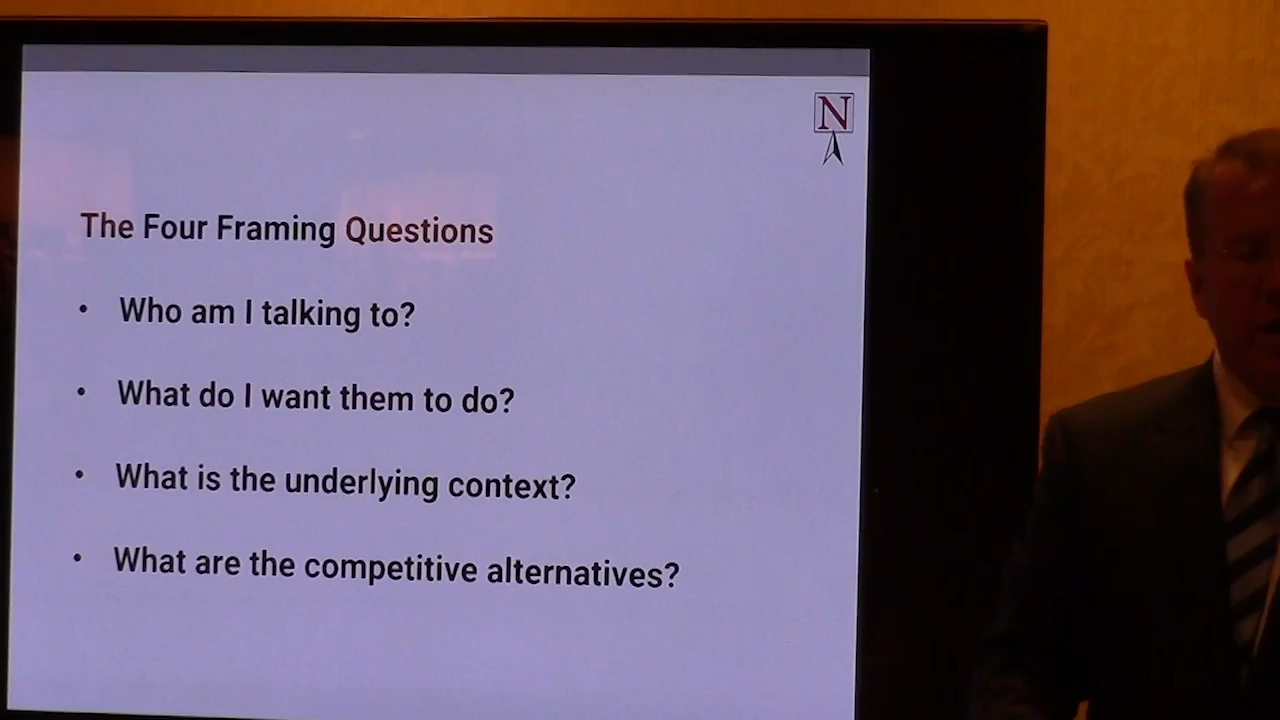 N
The Four Framing Questions
• Who am I talking to?
• What do I want them to do?
• What is the underlying context?
• What are the competitive alternatives?